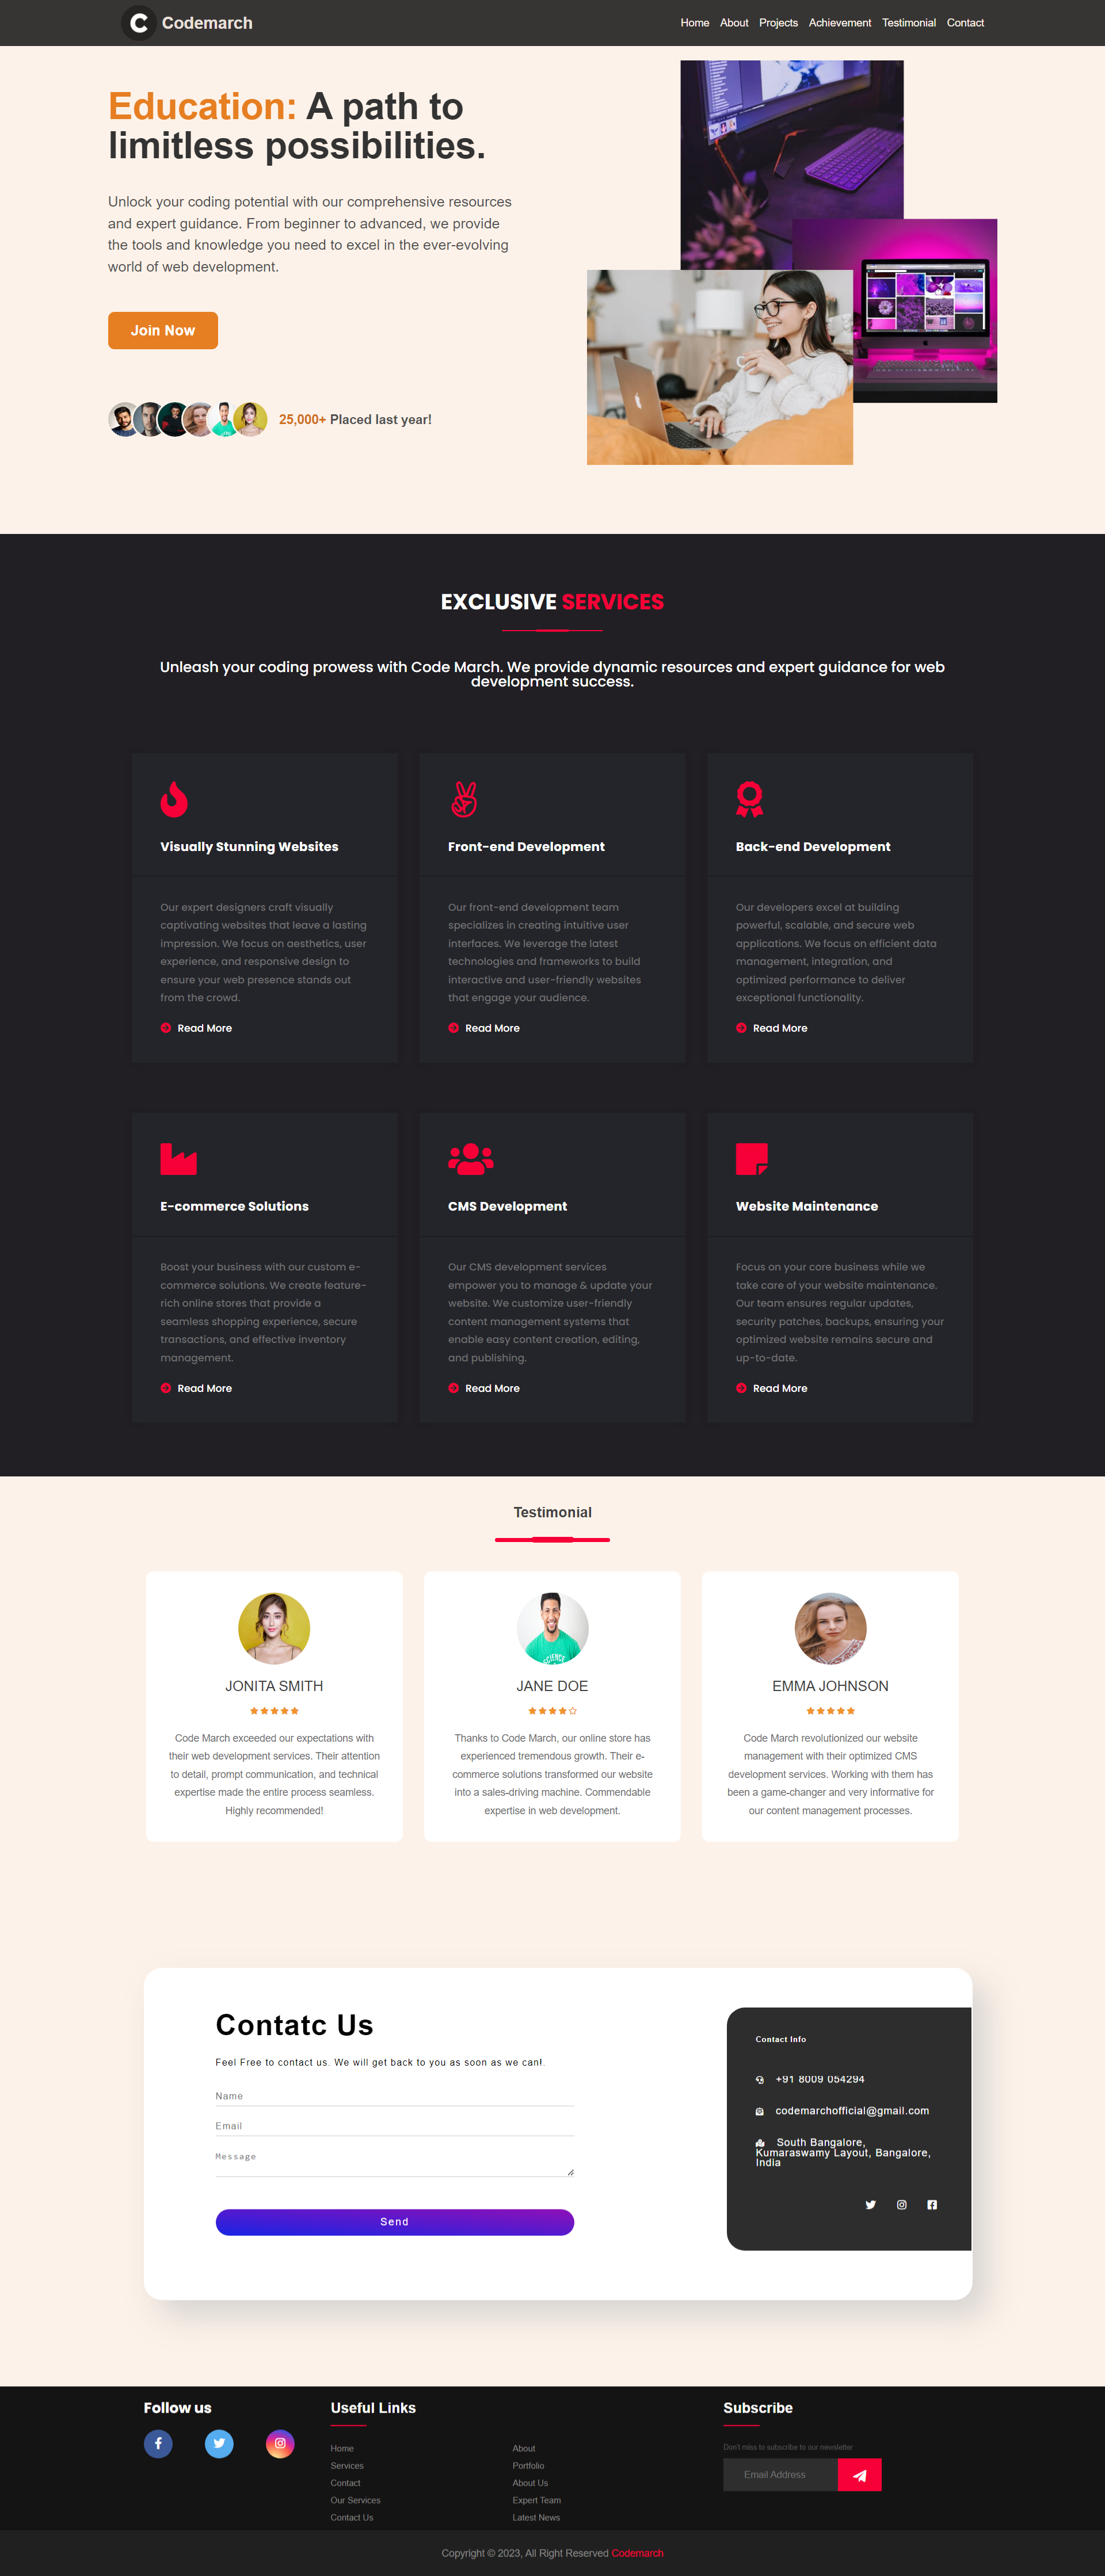 C Codemarch
Home About Projects Achievement Testimonial Contact
Education: A path to
limitless possibilities.
Unlock your coding potential with our comprehensive resources
and expert guidance. From beginner to advanced, we provide
the tools and knowledge you need to excel in the ever-evolving
world of web development.
Join Now
25,000+ Placed last year!
EXCLUSIVE SERVICES
Unleash your coding prowess with Code March. We provide dynamic resources and expert guidance for web
development success.
Visually Stunning Websites
Our expert designers craft visually
captivating websites that leave a lasting
impression. We focus on aesthetics, user
experience, and responsive design to
ensure your web presence stands out
from the crowd.
Read More
Front-end Development
Our front-end development team
specializes in creating intuitive user
interfaces. We leverage the latest
technologies and frameworks to build
interactive and user-friendly websites
that engage your audience.
Read More
Back-end Development
Our developers excel at building
powerful, scalable, and secure web
applications. We focus on efficient data
management, integration, and
optimized performance to deliver
exceptional functionality.
Read More
E-commerce Solutions
Boost your business with our custom e-
commerce solutions. We create feature-
rich online stores that provide a
seamless shopping experience, secure
transactions, and effective inventory
management.
Read More
CMS Development
Our CMS development services
empower you to manage & update your
website. We customize user-friendly
content management systems that
enable easy content creation, editing,
and publishing.
Read More
Website Maintenance
Focus on your core business while we
take care of your website maintenance.
Our team ensures regular updates,
security patches, backups, ensuring your
optimized website remains secure and
up-to-date.
Read More
Testimonial
JONITA SMITH
Code March exceeded our expectations with
their web development services. Their attention
to detail, prompt communication, and technical
expertise made the entire process seamless.
Highly recommended!
SCIENCE
JANE DOE
Thanks to Code March, our online store has
experienced tremendous growth. Their e-
commerce solutions transformed our website
into a sales-driving machine. Commendable
expertise in web development.
EMMA JOHNSON
Code March revolutionized our website
management with their optimized CMS
development services. Working with them has
been a game-changer and very informative for
our content management processes.
Contatc Us
Feel Free to contact us. We will get back to you as soon as we can!.
Name
Email
Message
Send
Contact Info
+91 8009 054294
codemarchofficial@gmail.com
South Bangalore,
Kumaraswamy Layout, Bangalore,
India
Follow us
Useful Links
Home
About
Services
Portfolio
Contact
About Us
Our Services
Expert Team
Contact Us
Latest News
Subscribe
Don't miss to subscribe to our newsletter
Email Address
Copyright © 2023, All Right Reserved Codemarch